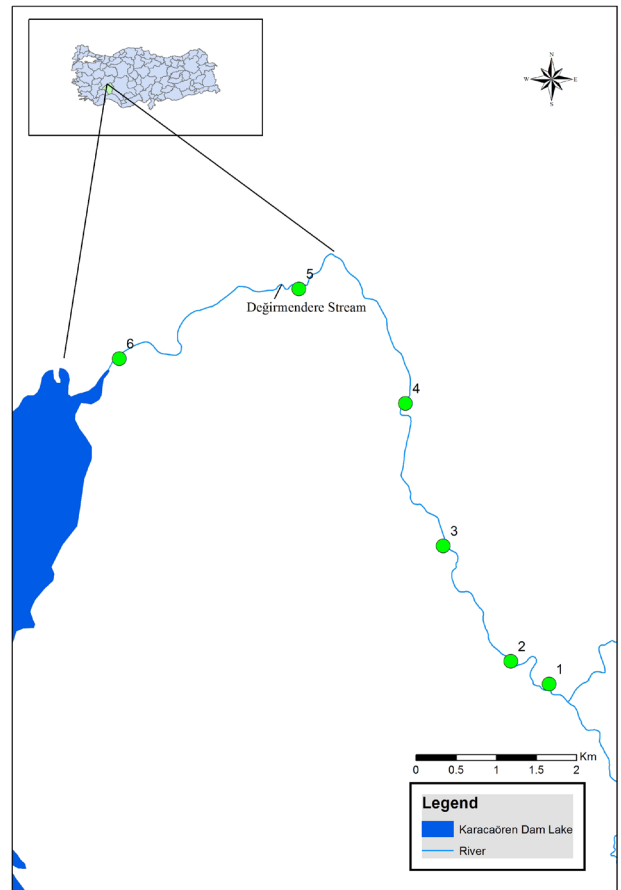 N
W E
S
5
Değirmendere Stream
6
4
3
2
1
Km
0 0.5 1 1.5 2
Legend
Karacaören Dam Lake
River